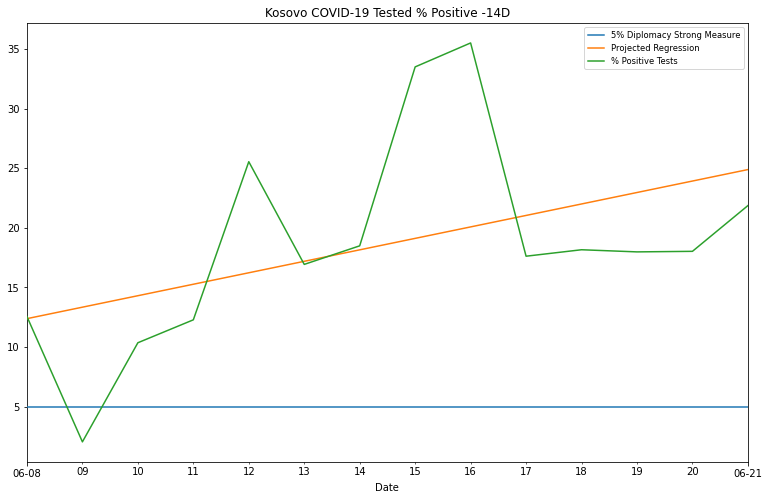 Kosovo COVID-19 Tested % Positive -14D
5% Diplomacy Strong Measure
Projected Regression
% Positive Tests
35
30
25
20
15
10
5
06-08 09 10 11 12 13 14 15 16 17 18 19 20 06-21
Date